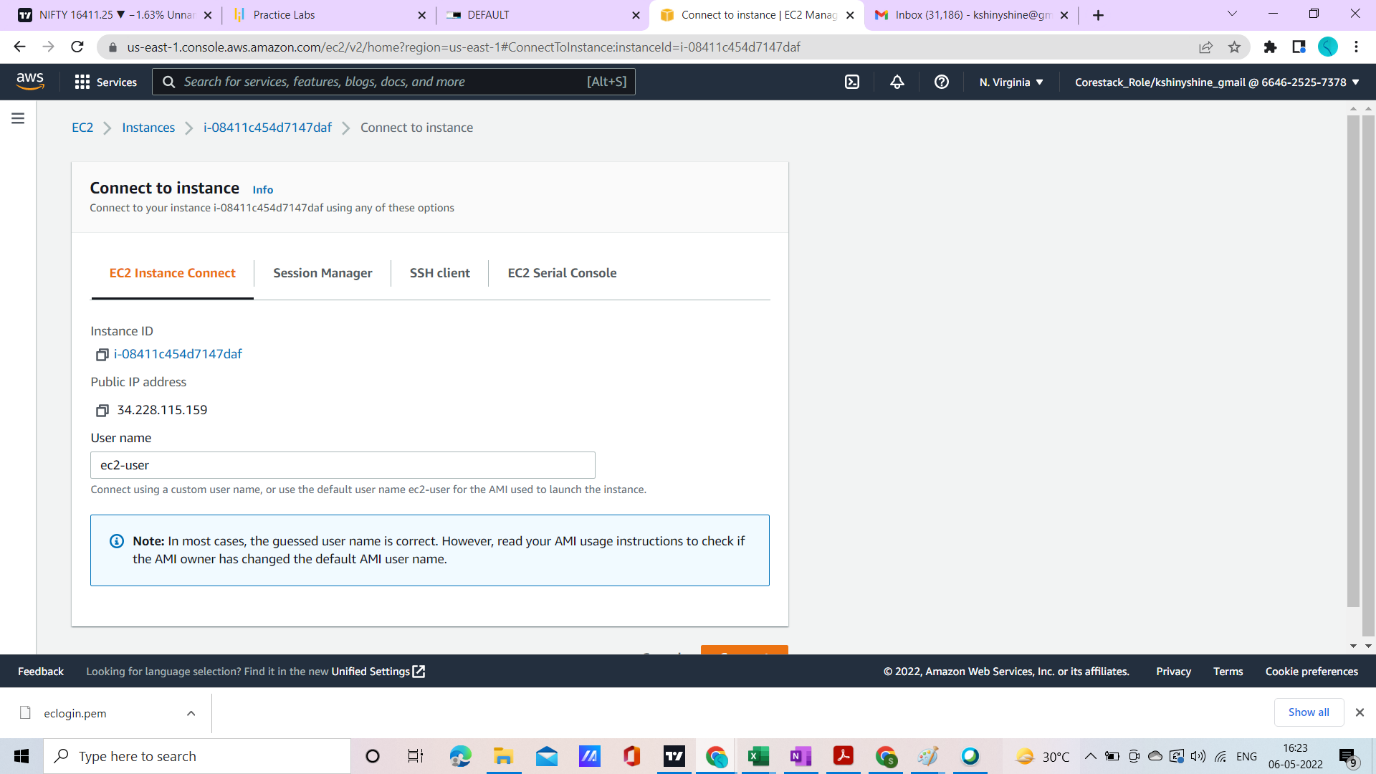 NIFTY 16411.25 ▼ −1.63% Unna
Practice Labs
DEFAULT
Connect to instance | EC2 Manag
Inbox (31,186) - kshinyshine@gm
us-east-1.console.aws.amazon.com/ec2/v2/home?region=us-east-1#ConnectToInstance:instanceId=i-08411c454d7147daf
aws
Services
Search for services, features, blogs, docs, and more
[Alt+S]
N. Virginia ▼
Corestack_Role/kshinyshine_gmail @ 6646-2525-7378 ▼
EC2 > Instances > i-08411c454d7147daf > Connect to instance
Connect to instance Info
Connect to your instance i-08411c454d7147daf using any of these options
EC2 Instance Connect
Session Manager
SSH client
EC2 Serial Console
Instance ID
i-08411c454d7147daf
Public IP address
34.228.115.159
User name
ec2-user
Connect using a custom user name, or use the default user name ec2-user for the AMI used to launch the instance.
Note: In most cases, the guessed user name is correct. However, read your AMI usage instructions to check if
the AMI owner has changed the default AMI user name.
Feedback
Looking for language selection? Find it in the new Unified Settings
© 2022, Amazon Web Services, Inc. or its affiliates.
Privacy
Terms
Cookie preferences
eclogin.pem
Show all
Type here to search
30°C
ENG
16:23
06-05-2022
9